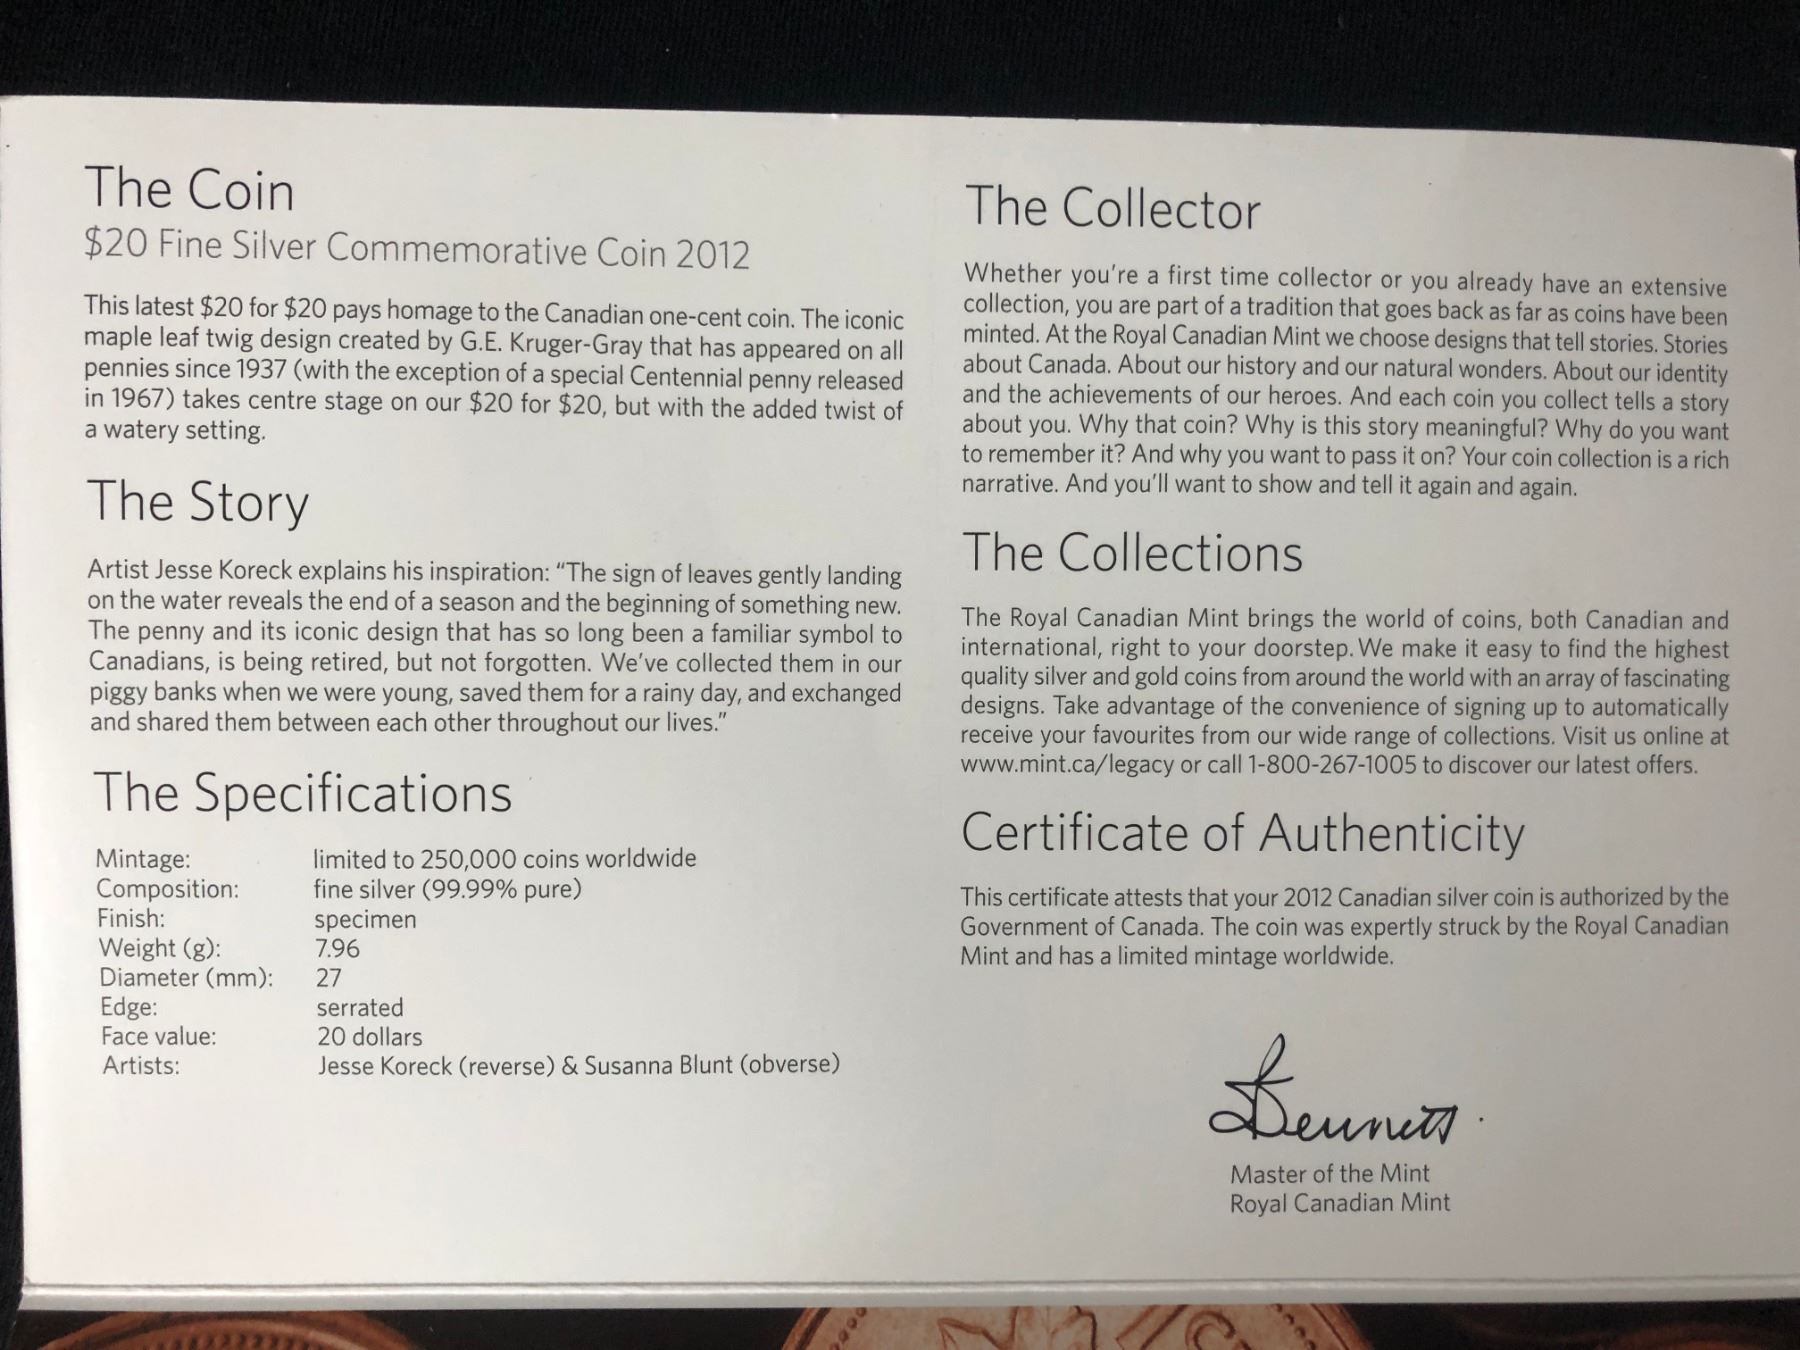 The Coin
$20 Fine Silver Commemorative Coin 2012
This latest $20 for $20 pays homage to the Canadian one-cent coin. The iconic
maple leaf twig design created by G.E. Kruger-Gray that has appeared on all
pennies since 1937 (with the exception of a special Centennial penny released
in 1967) takes centre stage on our $20 for $20, but with the added twist of
a watery setting.
The Story
Artist Jesse Koreck explains his inspiration: “The sign of leaves gently landing
on the water reveals the end of a season and the beginning of something new.
The penny and its iconic design that has so long been a familiar symbol to
Canadians, is being retired, but not forgotten. We’ve collected them in our
piggy banks when we were young, saved them for a rainy day, and exchanged
and shared them between each other throughout our lives.”
The Specifications
Mintage: limited to 250,000 coins worldwide
Composition: fine silver (99.99% pure)
Finish: specimen
Weight (g): 7.96
Diameter (mm): 27
Edge: serrated
Face value: 20 dollars
Artists: Jesse Koreck (reverse) & Susanna Blunt (obverse)
The Collector
Whether you’re a first time collector or you already have an extensive
collection, you are part of a tradition that goes back as far as coins have been
minted. At the Royal Canadian Mint we choose designs that tell stories. Stories
about Canada. About our history and our natural wonders. About our identity
and the achievements of our heroes. And each coin you collect tells a story
about you. Why that coin? Why is this story meaningful? Why do you want
to remember it? And why you want to pass it on? Your coin collection is a rich
narrative. And you’ll want to show and tell it again and again.
The Collections
The Royal Canadian Mint brings the world of coins, both Canadian and
international, right to your doorstep. We make it easy to find the highest
quality silver and gold coins from around the world with an array of fascinating
designs. Take advantage of the convenience of signing up to automatically
receive your favourites from our wide range of collections. Visit us online at
www.mint.ca/legacy or call 1-800-267-1005 to discover our latest offers.
Certificate of Authenticity
This certificate attests that your 2012 Canadian silver coin is authorized by the
Government of Canada. The coin was expertly struck by the Royal Canadian
Mint and has a limited mintage worldwide.
Master of the Mint
Royal Canadian Mint